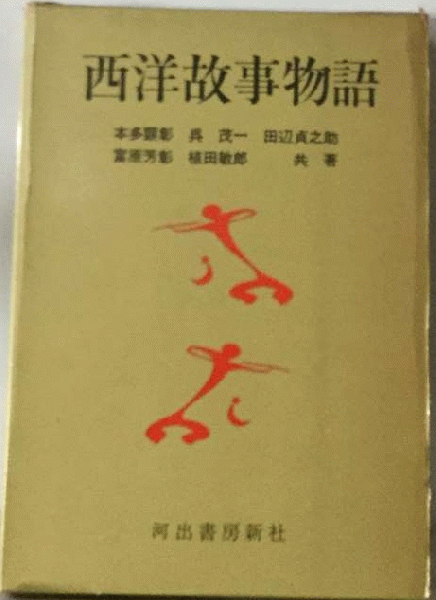 西洋故事物語
本多顕彰 呉 茂一 田辺貞之助
富原芳彰 植田敏郎 共 著
河出書房新社